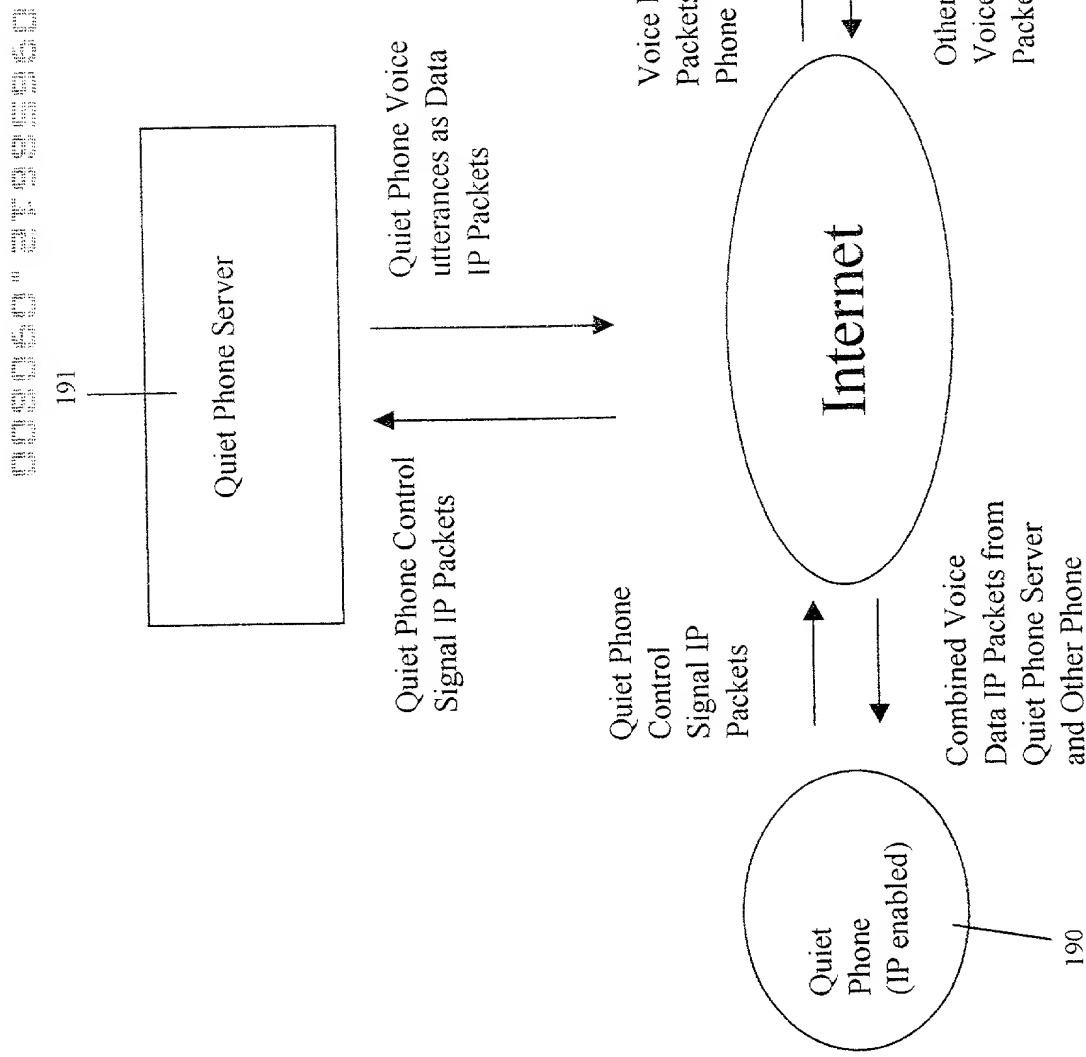 191
Quiet Phone Server
Quiet Phone Control
Signal IP Packets
Quiet Phone Voice
utterances as Data
IP Packets
Quiet Phone
Control
Signal IP
Packets
Voice
Packets
Phone
Internet
Quiet
Phone
(IP enabled)
190
Combined Voice
Data IP Packets from
Quiet Phone Server
and Other Phone
Other
Voice